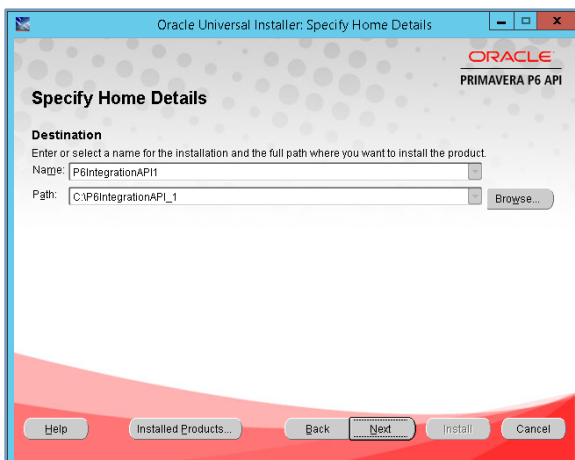 Oracle Universal Installer: Specify Home Details
ORACLE
PRIMAVERA P6 API
Specify Home Details
Destination
Enter or select a name for the installation and the full path where you want to install the product.
Name: P6IntegrationAPI1
Path: C:\P6IntegrationAPI_1 Browse...
Help Installed Products... Back Next Install Cancel